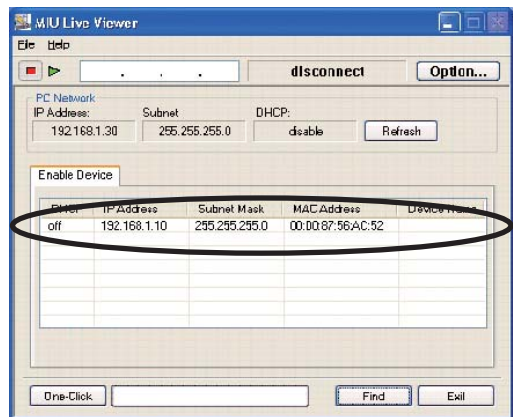 MIU Live Viewer
File Help
. . . disconnect Option...
PC Network
IP Address: Subnet DHCP:
192.168.1.30 255.255.255.0 disable Refresh
Enable Device
DHCP IP Address Subnet Mask MAC Address Device Name
off 192.168.1.10 255.255.255.0 00:D0:87:56:AC:52
One-Click Find Exit